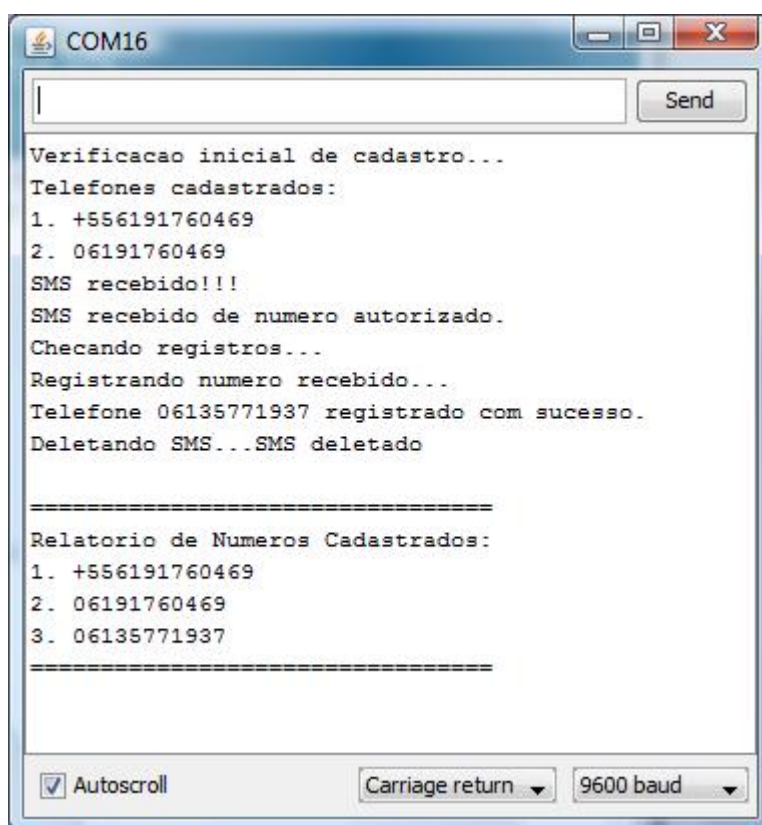 COM16
Send
Verificacao inicial de cadastro...
Telefones cadastrados:
1. +556191760469
2. 06191760469
SMS recebido!!!
SMS recebido de numero autorizado.
Checando registros...
Registrando numero recebido...
Telefone 06135771937 registrado com sucesso.
Deletando SMS...SMS deletado
=================================
Relatorio de Numeros Cadastrados:
1. +556191760469
2. 06191760469
3. 06135771937
=================================
Autoscroll Carriage return 9600 baud